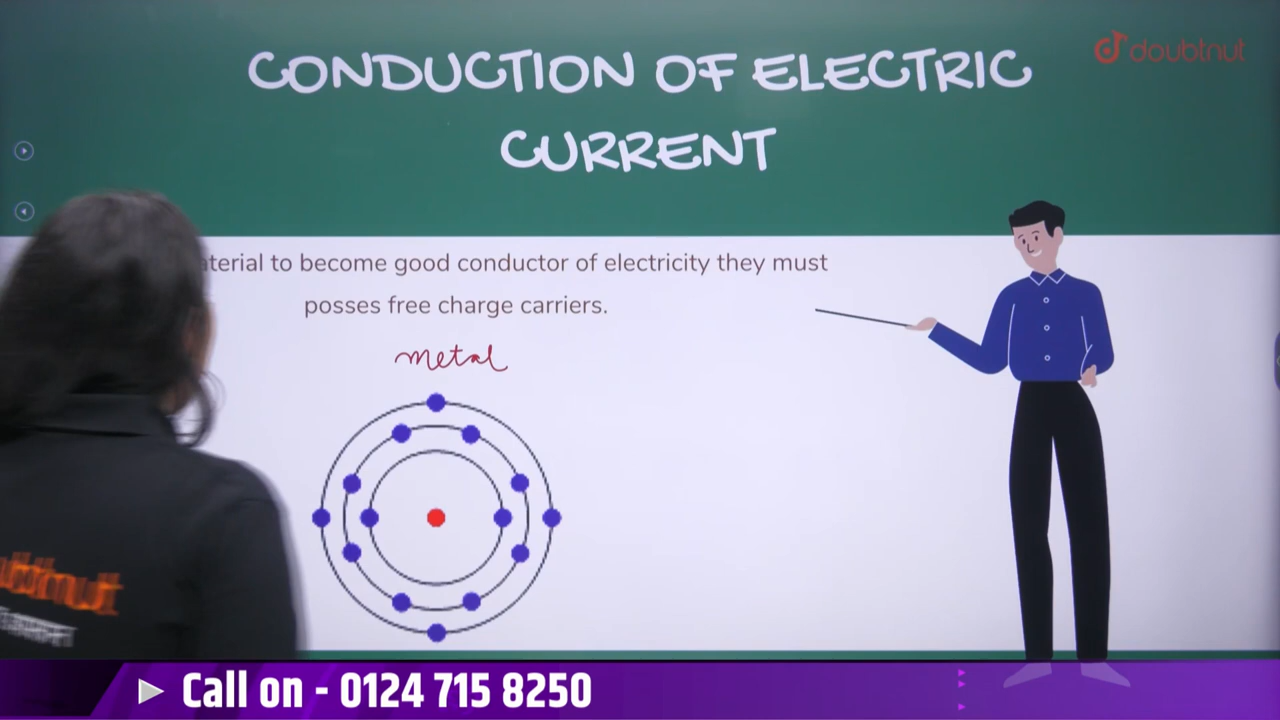 doubtnut
CONDUCTION OF ELECTRIC
CURRENT
to become good conductor of electricity they must
posses free charge carriers.
metal
Call on - 0124 715 8250